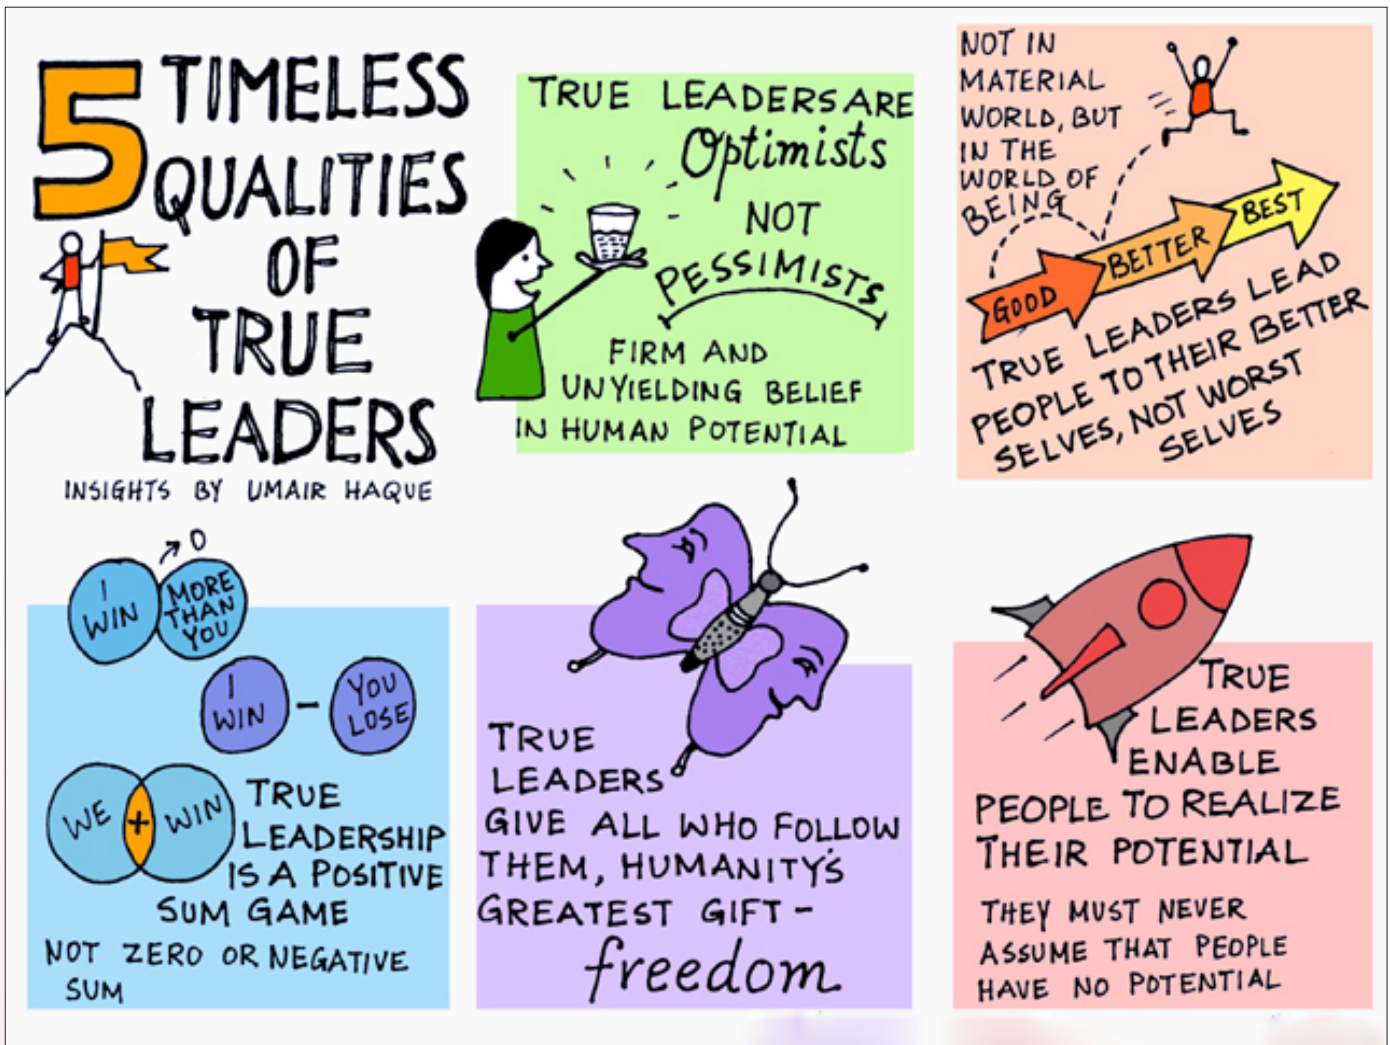 5 TIMELESS
QUALITIES
OF
TRUE
LEADERS
INSIGHTS BY UMAIR HAQUE
TRUE LEADERS ARE
Optimists
NOT
PESSIMISTS
FIRM AND
UNYIELDING BELIEF
IN HUMAN POTENTIAL
NOT IN
MATERIAL
WORLD, BUT
IN THE
WORLD OF
BEING
GOOD
BETTER
BEST
TRUE LEADERS LEAD
PEOPLE TO THEIR BETTER
SELVES, NOT WORST
SELVES
0
I
WIN
MORE
THAN
YOU
I
WIN
-
YOU
LOSE
WE + WIN
TRUE
LEADERSHIP
IS A POSITIVE
SUM GAME
NOT ZERO OR NEGATIVE
SUM
TRUE
LEADERS
GIVE ALL WHO FOLLOW
THEM, HUMANITY'S
GREATEST GIFT -
freedom.
TRUE
LEADERS
ENABLE
PEOPLE TO REALIZE
THEIR POTENTIAL
THEY MUST NEVER
ASSUME THAT PEOPLE
HAVE NO POTENTIAL